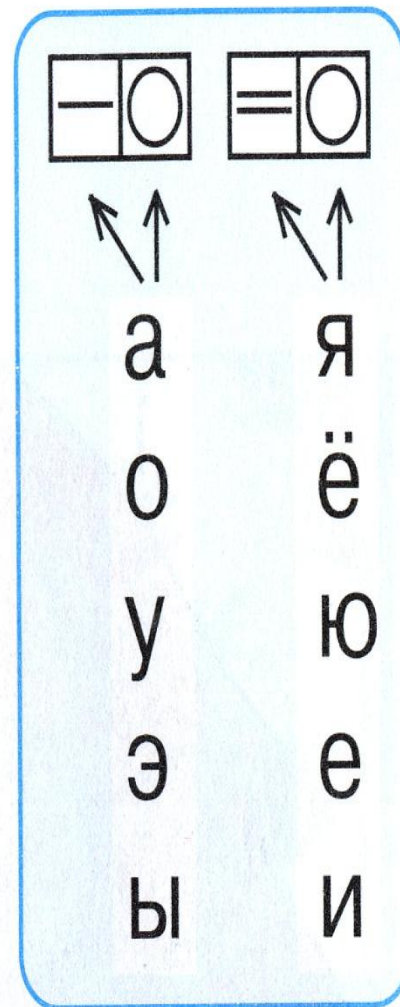 а я
о ё
у ю
э е
ы и